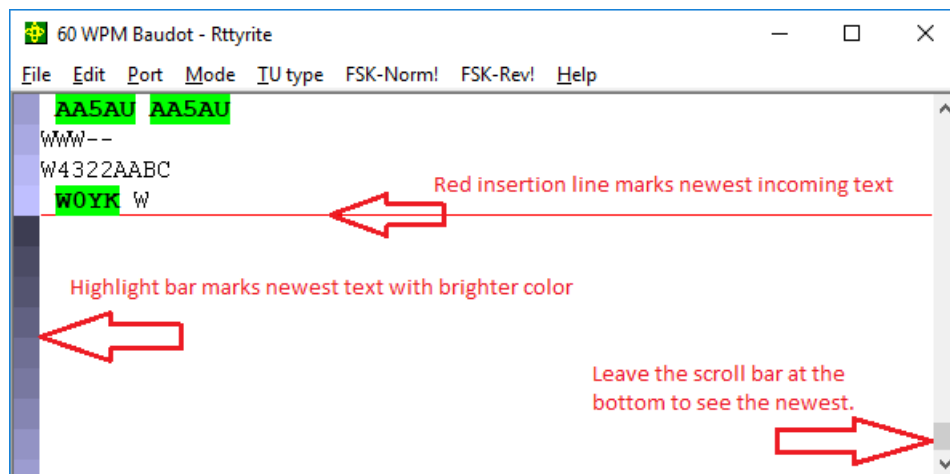 60 WPM Baudot - Rttyrite
File Edit Port Mode TU type FSK-Norm! FSK-Rev! Help
AA5AU AA5AU
WWW--
W4322AABC
Red insertion line marks newest incoming text
W0YK W
Highlight bar marks newest text with brighter color
Leave the scroll bar at the
bottom to see the newest.